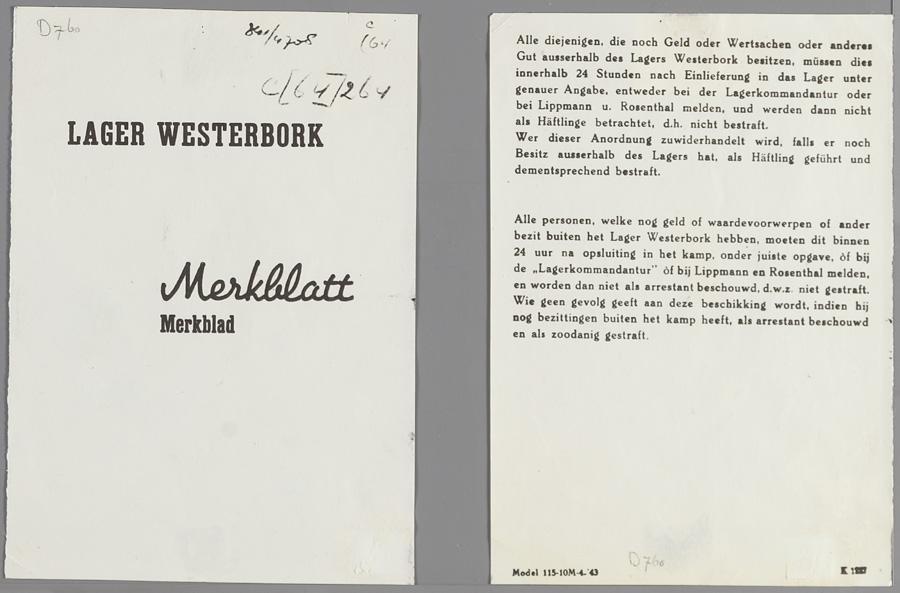 D760
c
164
C[64 II]264
LAGER WESTERBORK
Merkblatt
Merkblad
Alle diejenigen, die noch Geld oder Wertsachen oder anderes
Gut ausserhalb des Lagers Westerbork besitzen, müssen dies
innerhalb 24 Stunden nach Einlieferung in das Lager unter
genauer Angabe, entweder bei der Lagerkommandantur oder
bei Lippmann u. Rosenthal melden, und werden dann nicht
als Häftlinge betrachtet, d.h. nicht bestraft.
Wer dieser Anordnung zuwiderhandelt wird, falls er noch
Besitz ausserhalb des Lagers hat, als Häftling geführt und
dementsprechend bestraft.
Alle personen, welke nog geld of waardevoorwerpen of ander
bezit buiten het Lager Westerbork hebben, moeten dit binnen
24 uur na opsluiting in het kamp, onder juiste opgave, òf bij
de „Lagerkommandantur" òf bij Lippmann en Rosenthal melden,
en worden dan niet als arrestant beschouwd, d.w.z. niet gestraft.
Wie geen gevolg geeft aan deze beschikking wordt, indien hij
nog bezittingen buiten het kamp heeft, als arrestant beschouwd
en als zoodanig gestraft.
Model 115-10M-4-'43
D760
K